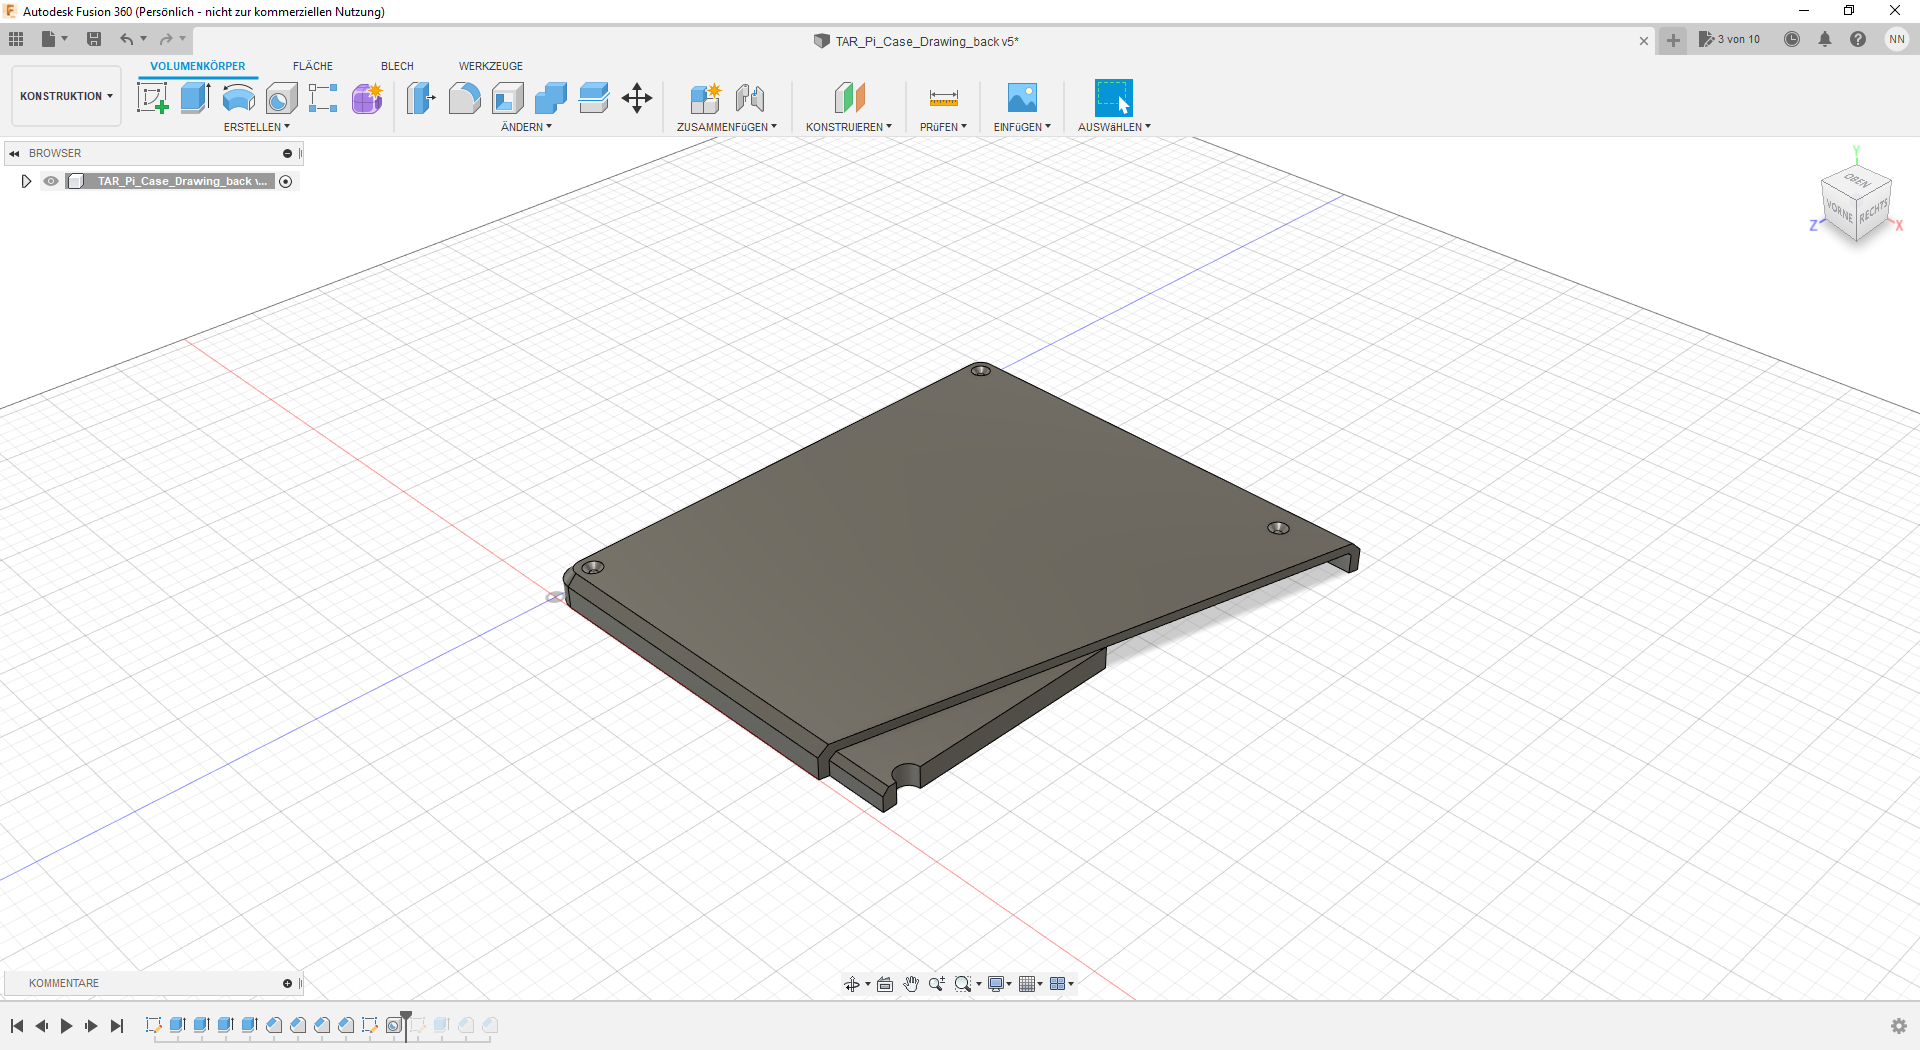 Autodesk Fusion 360 (Persönlich - nicht zur kommerziellen Nutzung)
TAR_Pi_Case_Drawing_back v5*
3 von 10
NN
KONSTRUKTION
VOLUMENKÖRPER
FLÄCHE
BLECH
WERKZEUGE
ERSTELLEN
ÄNDERN
ZUSAMMENFüGEN
KONSTRUIEREN
PRüFEN
EINFüGEN
AUSWäHLEN
BROWSER
TAR_Pi_Case_Drawing_back v...
Y
OBEN
VORNE
RECHTS
Z
X
KOMMENTARE